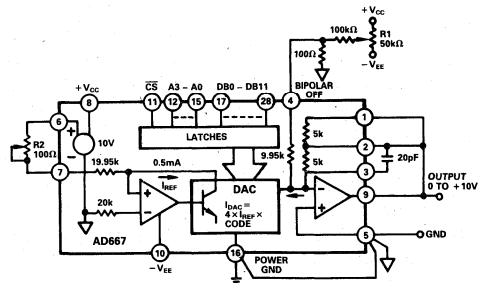 +VCC
100kΩ
R1
50kΩ
100Ω
-VEE
+VCC
CS A3 - A0 DB0 - DB11
BIPOLAR
OFF
8 11 12 15 17 28 4
6
10V
LATCHES
9.95k
5k
1
R2
100Ω
2
20pF
5k
7
19.95k
0.5mA
3
IREF
DAC
OUTPUT
0 TO +10V
9
20k
IDAC =
4 × IREF ×
CODE
AD667
5
GND
10
16
POWER
GND
-VEE